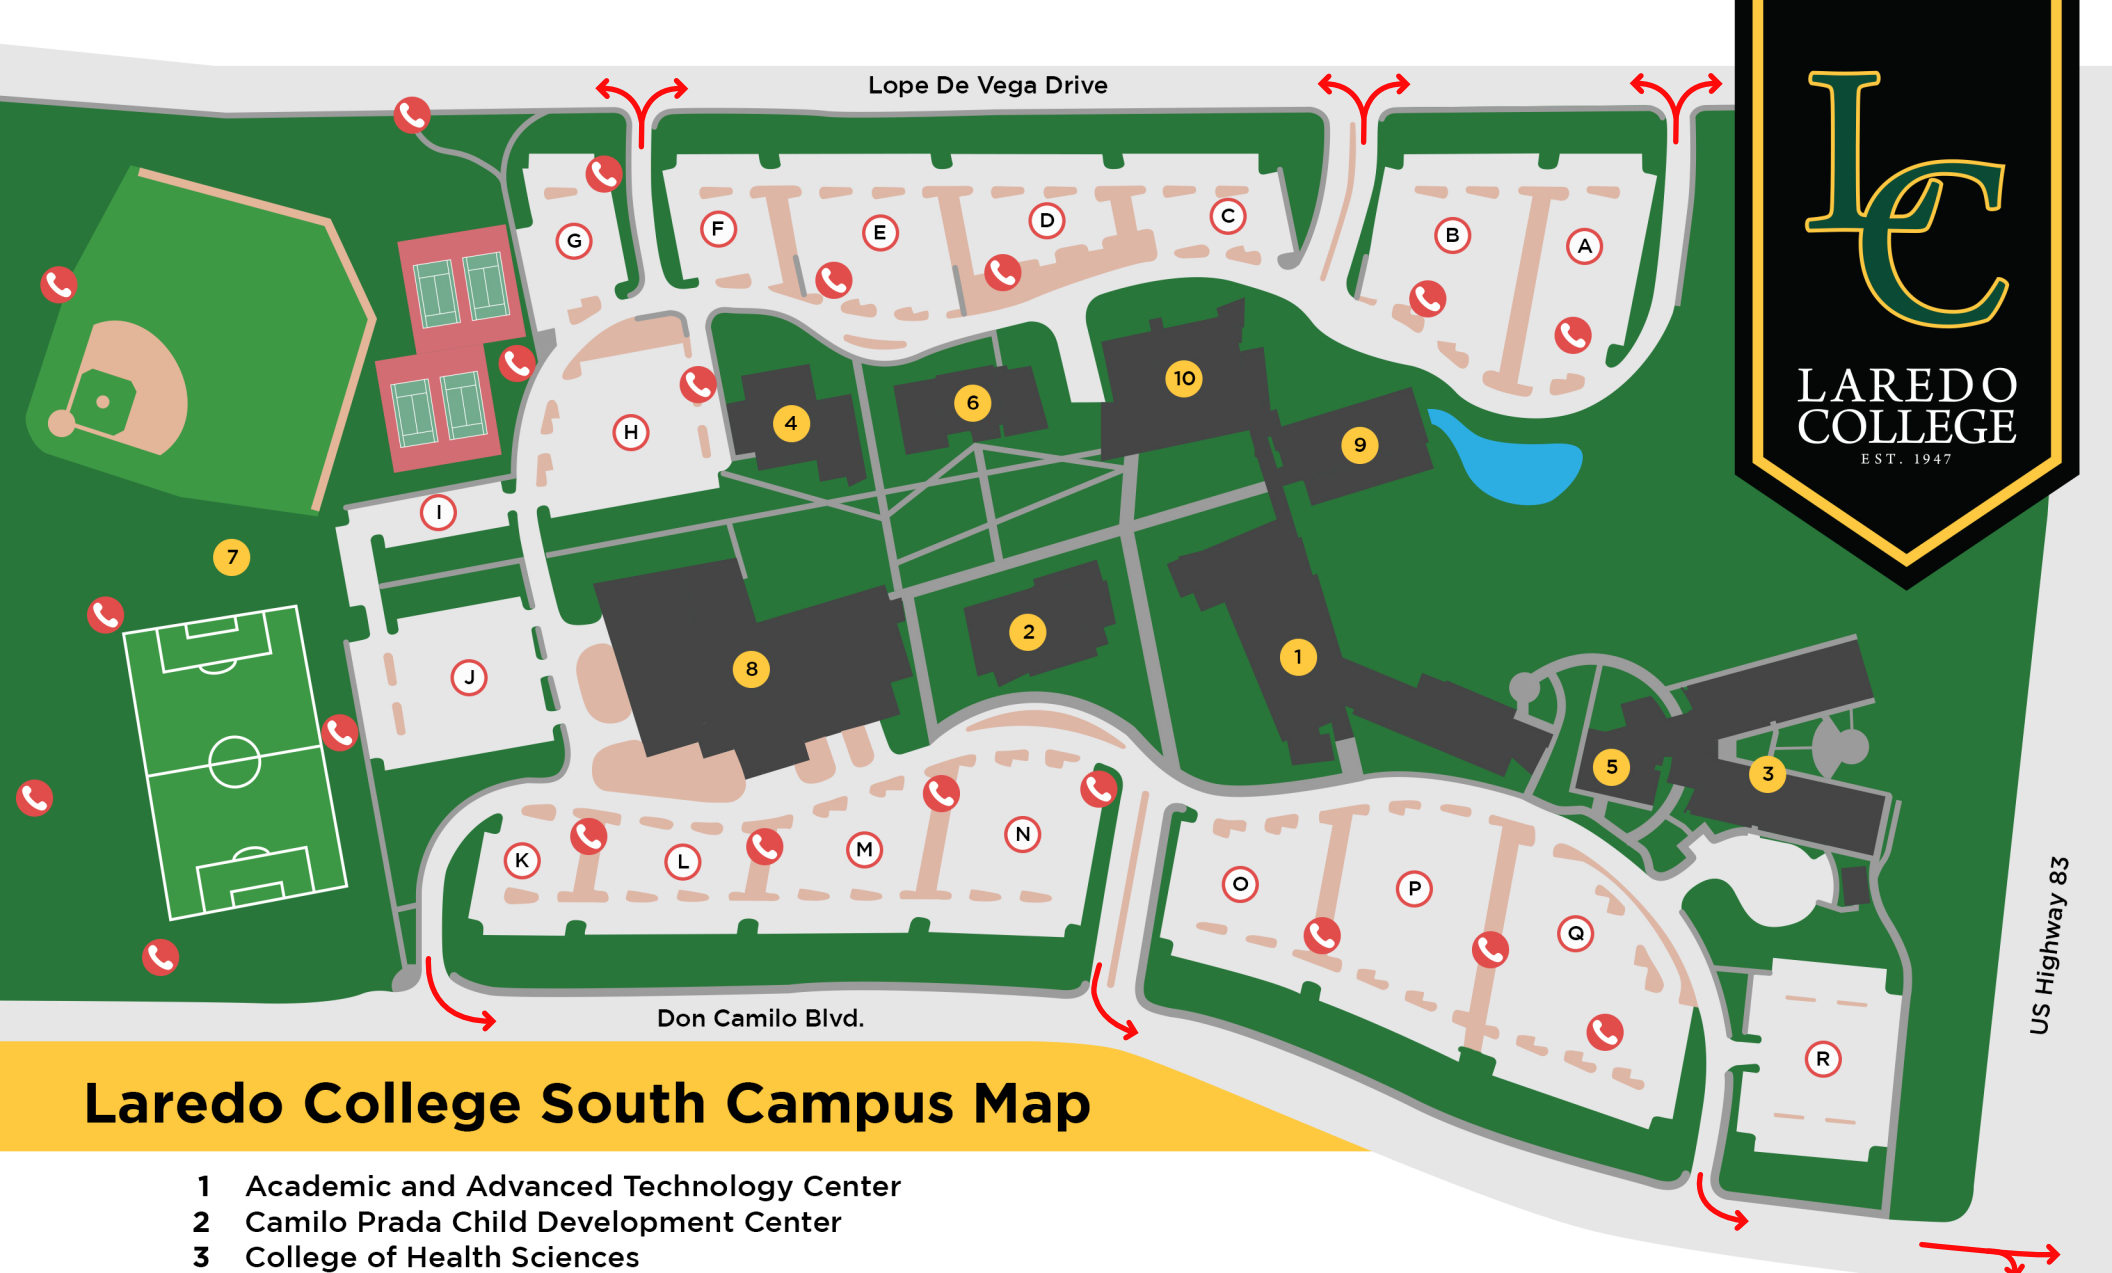 Lope De Vega Drive
LC
LAREDO
COLLEGE
EST. 1947
G
F
E
D
C
B
A
10
4
6
9
H
I
7
2
1
8
J
5
3
K
L
M
N
O
P
Q
R
US Highway 83
Don Camilo Blvd.
Laredo College South Campus Map
1 Academic and Advanced Technology Center
2 Camilo Prada Child Development Center
3 College of Health Sciences